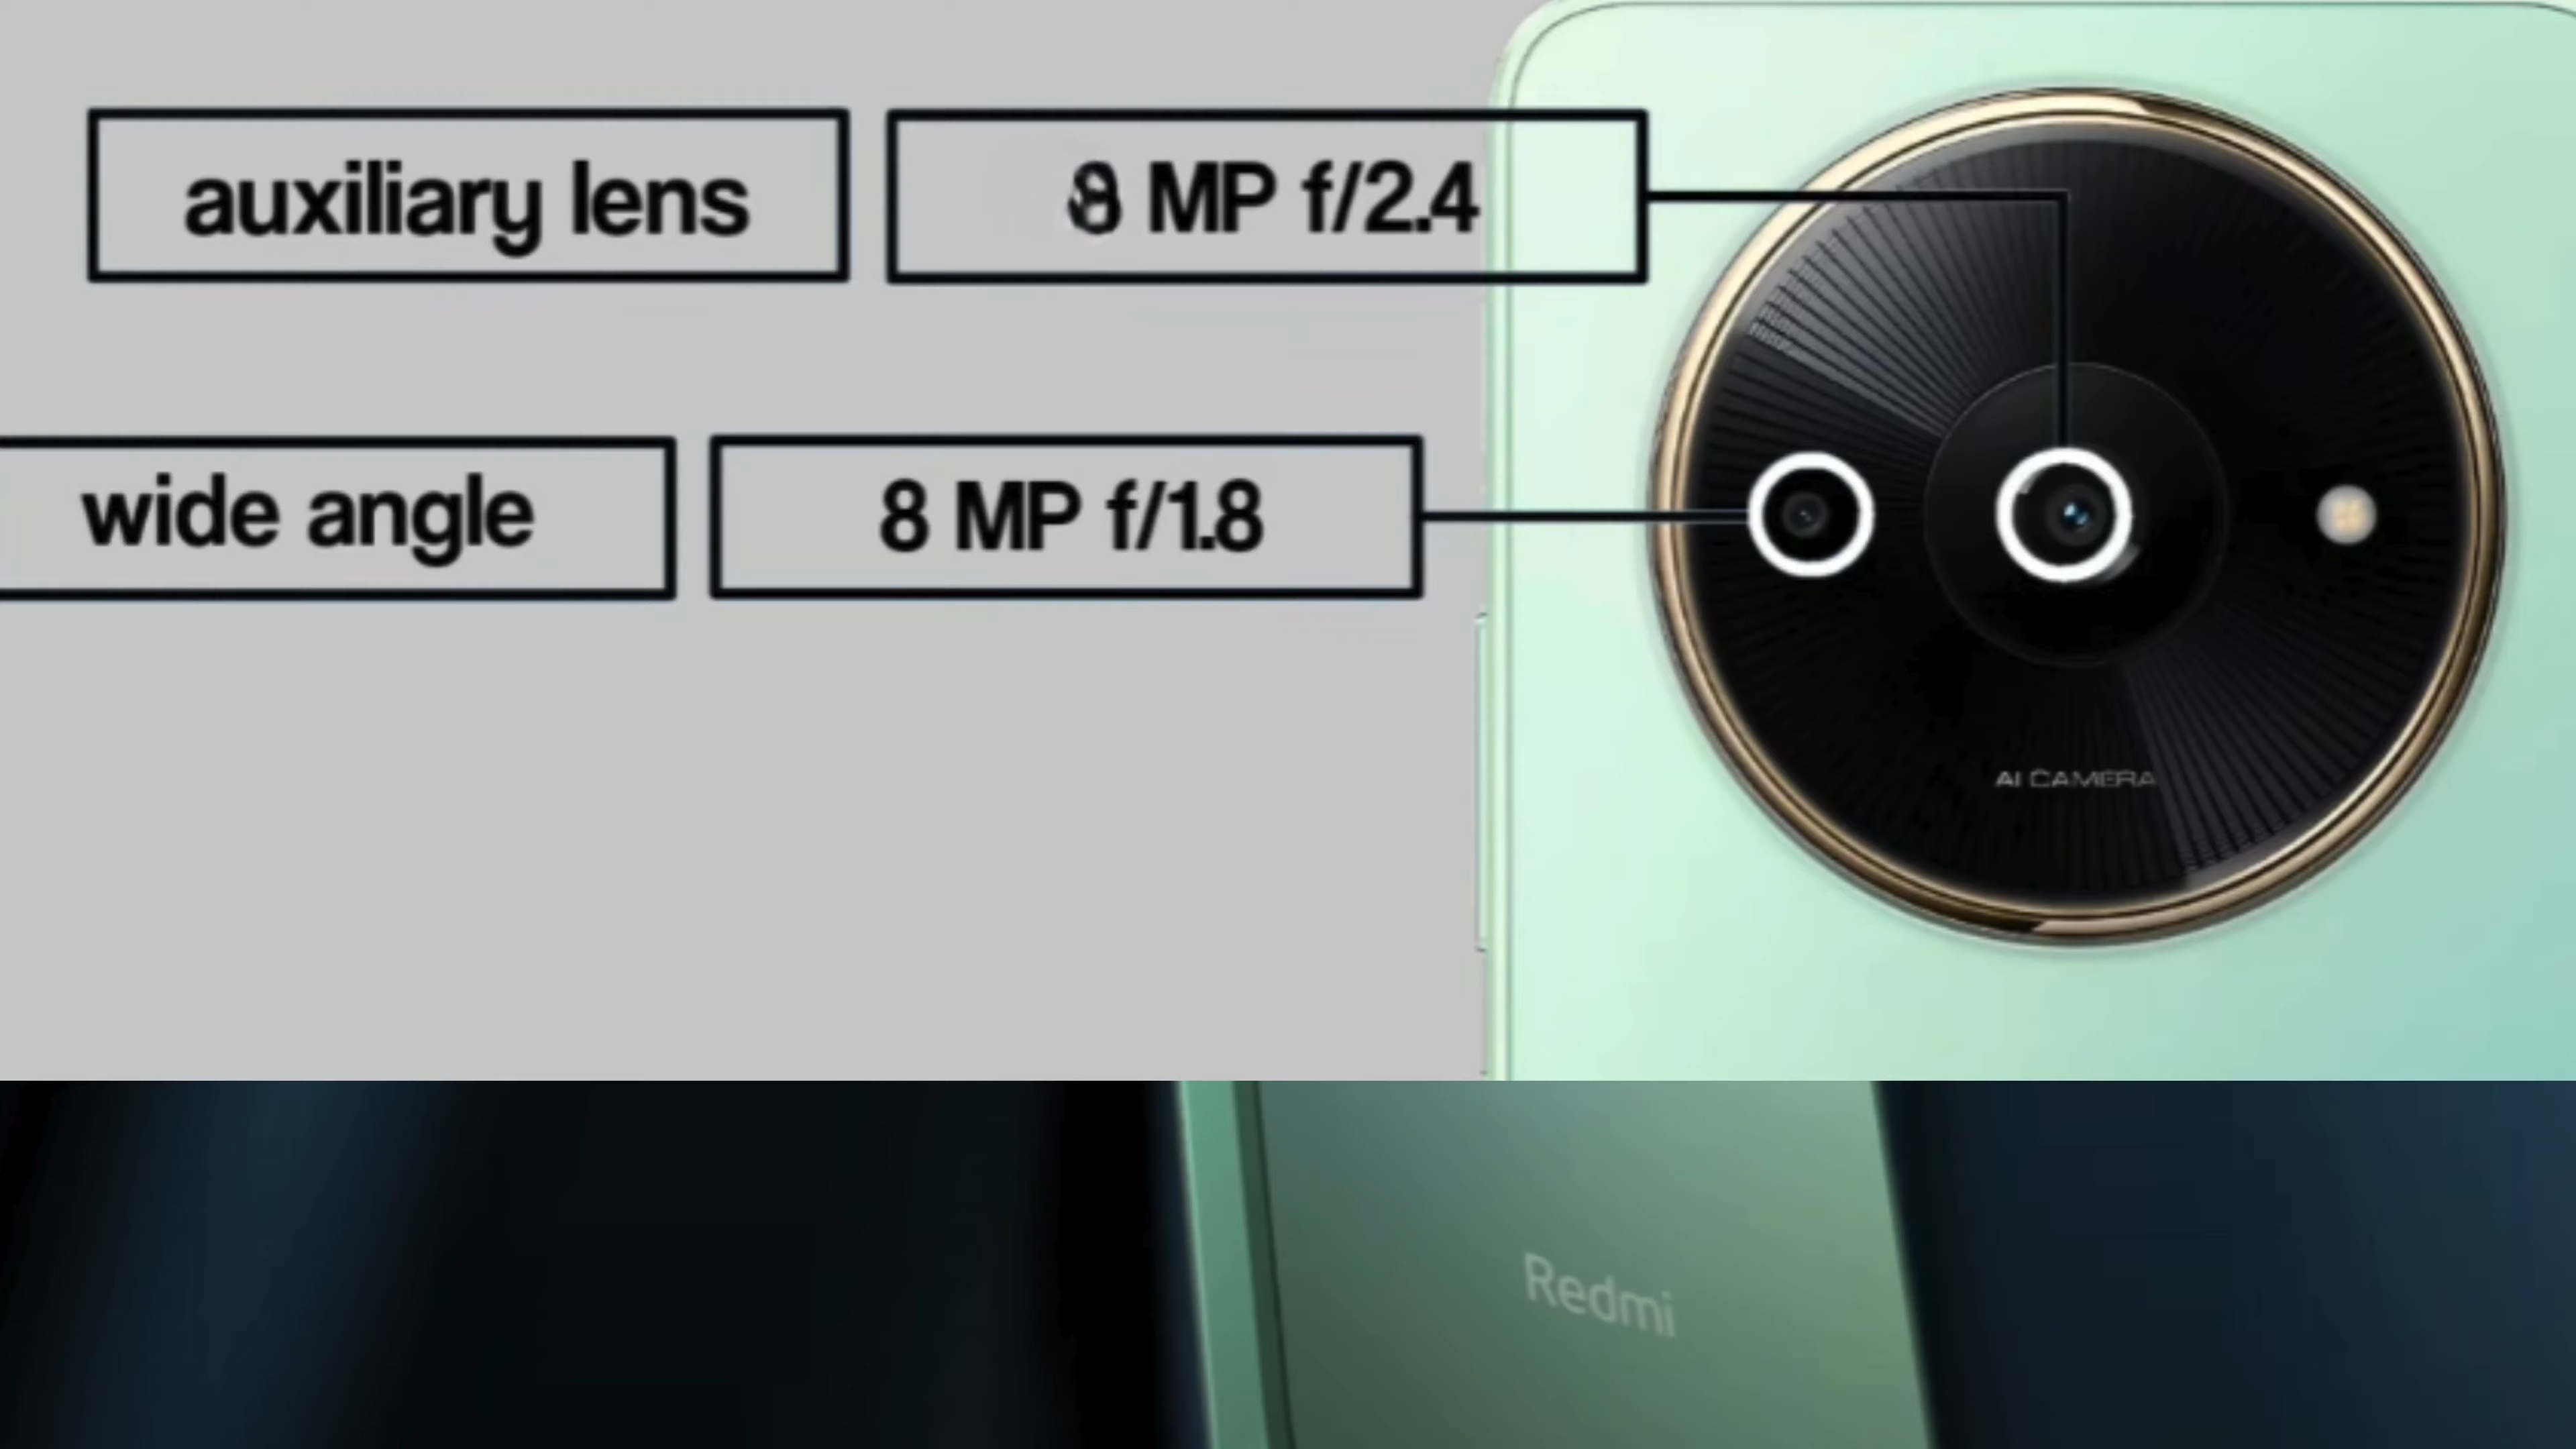 auxiliary lens
8 MP f/2.4
wide angle
8 MP f/1.8
AI CAMERA
Redmi